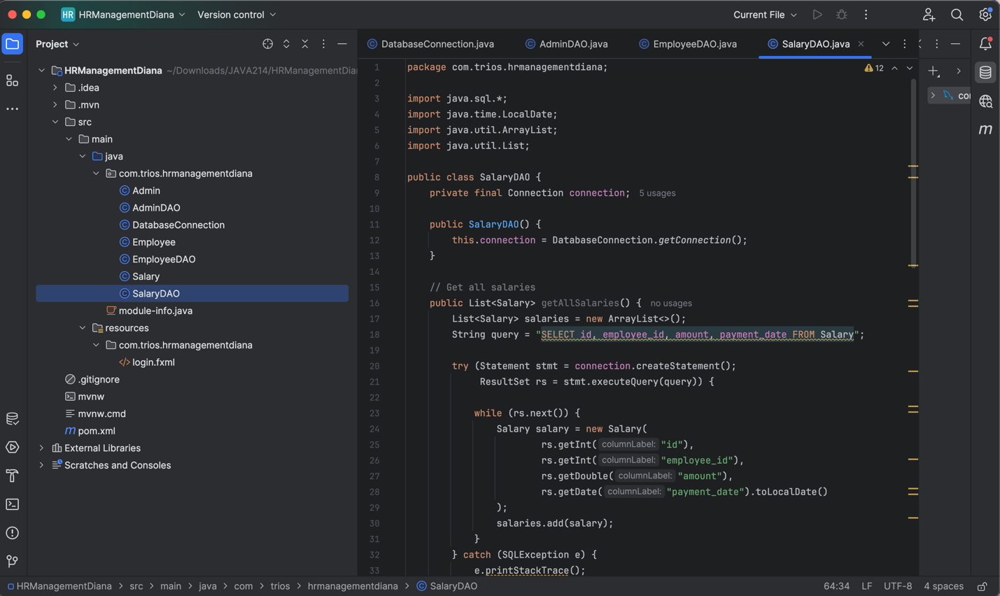 HR HRManagementDiana Version control Current File
Project
HRManagementDiana ~/Downloads/JAVA214/HRManagementDiana
.idea
.mvn
src
main
java
com.trios.hrmanagementdiana
Admin
AdminDAO
DatabaseConnection
Employee
EmployeeDAO
Salary
SalaryDAO
module-info.java
resources
com.trios.hrmanagementdiana
login.fxml
.gitignore
mvnw
mvnw.cmd
pom.xml
External Libraries
Scratches and Consoles
DatabaseConnection.java AdminDAO.java EmployeeDAO.java SalaryDAO.java
12
1 package com.trios.hrmanagementdiana;
2
3 import java.sql.*;
4 import java.time.LocalDate;
5 import java.util.ArrayList;
6 import java.util.List;
7
8 public class SalaryDAO {
9 private final Connection connection; 5 usages
10
11 public SalaryDAO() {
12 this.connection = DatabaseConnection.getConnection();
13 }
14
15 // Get all salaries
16 public List<Salary> getAllSalaries() { no usages
17 List<Salary> salaries = new ArrayList<>();
18 String query = "SELECT id, employee_id, amount, payment_date FROM Salary";
19
20 try (Statement stmt = connection.createStatement();
21 ResultSet rs = stmt.executeQuery(query)) {
22
23 while (rs.next()) {
24 Salary salary = new Salary(
25 rs.getInt( columnLabel: "id"),
26 rs.getInt( columnLabel: "employee_id"),
27 rs.getDouble( columnLabel: "amount"),
28 rs.getDate( columnLabel: "payment_date").toLocalDate()
29 );
30 salaries.add(salary);
31 }
32 } catch (SQLException e) {
33 e.printStackTrace();
m
HRManagementDiana > src > main > java > com > trios > hrmanagementdiana > SalaryDAO 64:34 LF UTF-8 4 spaces